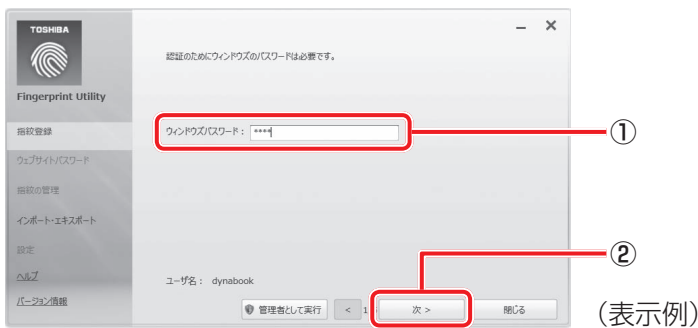 TOSHIBA
Fingerprint Utility
指紋登録
ウェブサイトパスワード
指紋の管理
インポート・エキスポート
設定
ヘルプ
バージョン情報
認証のためにウィンドウズのパスワードは必要です。
ウィンドウズパスワード： ****
①
②
ユーザ名： dynabook
管理者として実行 < 1 次 > 閉じる
（表示例）